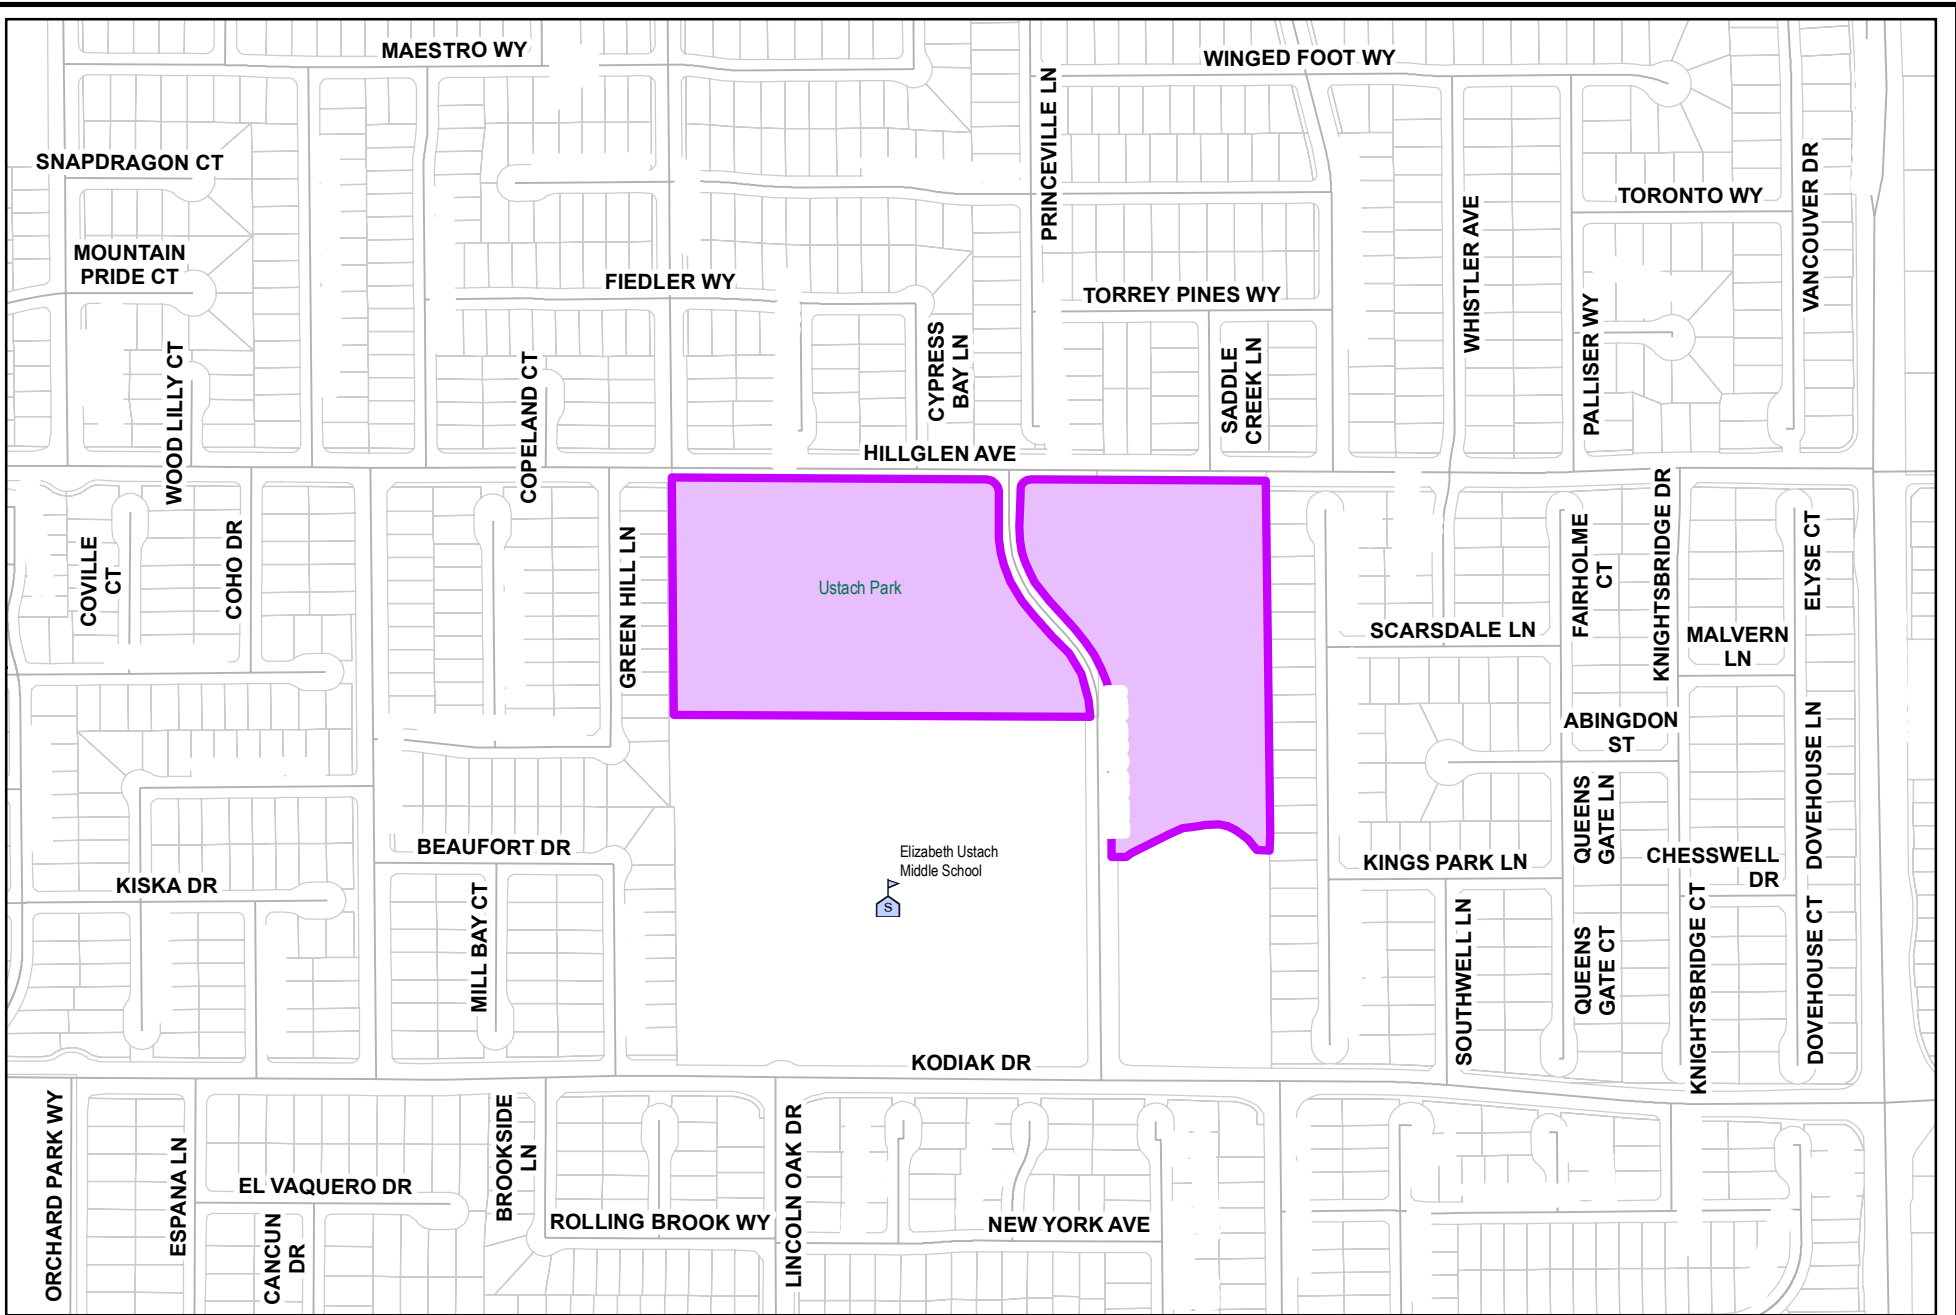 MAESTRO WY
WINGED FOOT WY
PRINCEVILLE LN
SNAPDRAGON CT
VANCOUVER DR
TORONTO WY
WHISTLER AVE
MOUNTAIN
PRIDE CT
FIEDLER WY
TORREY PINES WY
PALLISER WY
WOOD LILLY CT
COPELAND CT
CYPRESS
BAY LN
SADDLE
CREEK LN
HILLGLEN AVE
COVILLE
CT
COHO DR
GREEN HILL LN
Ustach Park
FAIRHOLME
CT
KNIGHTSBRIDGE DR
ELYSE CT
SCARSDALE LN
MALVERN
LN
ABINGDON
ST
QUEENS
GATE LN
DOVEHOUSE LN
BEAUFORT DR
Elizabeth Ustach
Middle School
S
KINGS PARK LN
CHESSWELL
DR
KISKA DR
MILL BAY CT
SOUTHWELL LN
QUEENS
GATE CT
KNIGHTSBRIDGE CT
DOVEHOUSE CT
KODIAK DR
ORCHARD PARK WY
ESPANA LN
EL VAQUERO DR
CANCUN
DR
BROOKSIDE
LN
ROLLING BROOK WY
LINCOLN OAK DR
NEW YORK AVE